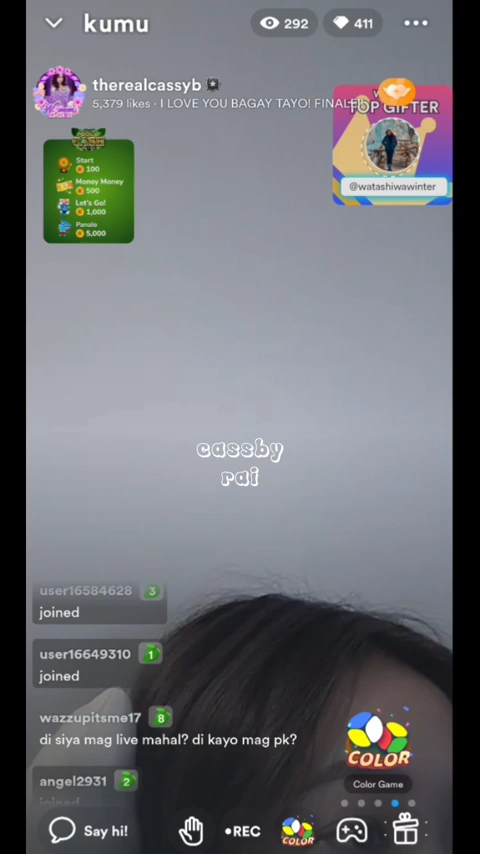 kumu
292
411
therealcassyb
5,379 likes · I LOVE YOU BAGAY TAYO! FINAL
TOP GIFTER
@watashiwawinter
Start
100
Money Money
500
Let's Go!
1,000
Panalo
5,000
cassby
rai
user16584628 3
joined
user16649310 1
joined
wazzupitsme17 8
di siya mag live mahal? di kayo mag pk?
angel2931 2
joined
COLOR
Color Game
Say hi!
REC
COLOR